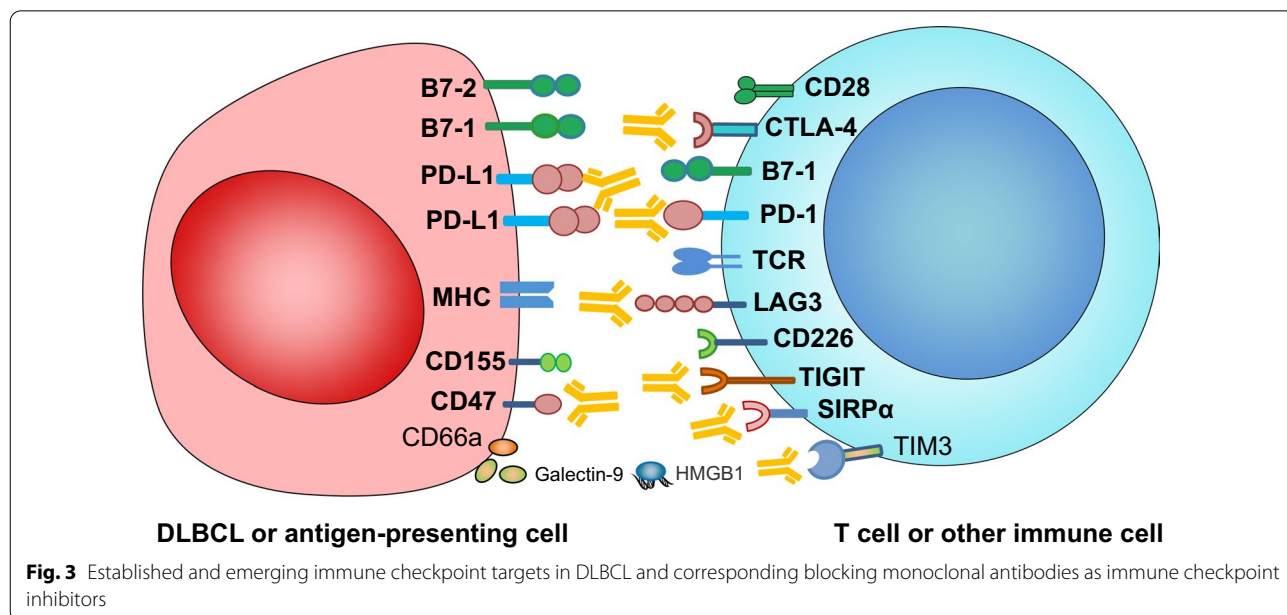 B7-2
B7-1
PD-L1
PD-L1
MHC
CD155
CD47
CD66a
Galectin-9
HMGB1
CD28
CTLA-4
B7-1
PD-1
TCR
LAG3
CD226
TIGIT
SIRPα
TIM3
DLBCL or antigen-presenting cell
T cell or other immune cell
Fig. 3 Established and emerging immune checkpoint targets in DLBCL and corresponding blocking monoclonal antibodies as immune checkpoint
inhibitors